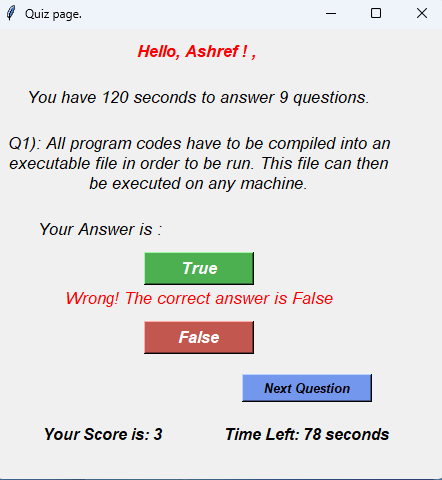 Quiz page.
Hello, Ashref ! ,
You have 120 seconds to answer 9 questions.
Q1): All program codes have to be compiled into an
executable file in order to be run. This file can then
be executed on any machine.
Your Answer is :
True
Wrong! The correct answer is False
False
Next Question
Your Score is: 3
Time Left: 78 seconds